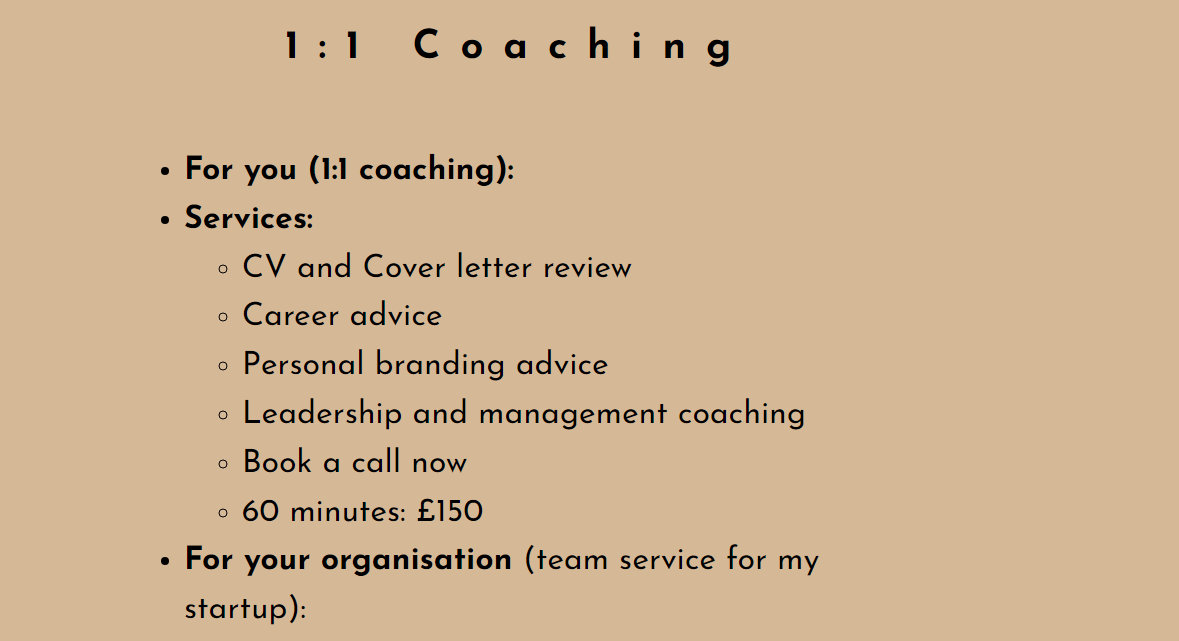 1:1 Coaching
For you (1:1 coaching):
Services:
CV and Cover letter review
Career advice
Personal branding advice
Leadership and management coaching
Book a call now
60 minutes: £150
For your organisation (team service for my
startup):